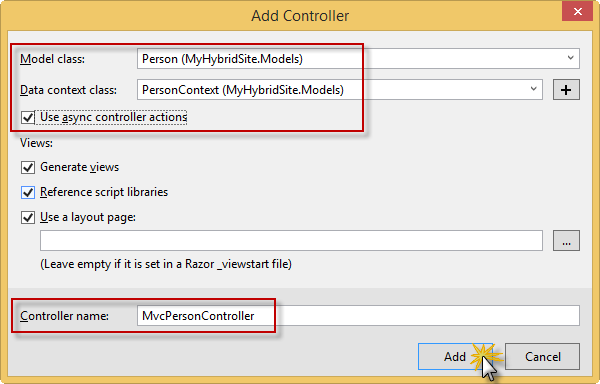 Add Controller
Model class: Person (MyHybridSite.Models)
Data context class: PersonContext (MyHybridSite.Models) +
Use async controller actions
Views:
Generate views
Reference script libraries
Use a layout page:
...
(Leave empty if it is set in a Razor _viewstart file)
Controller name: MvcPersonController
Add Cancel